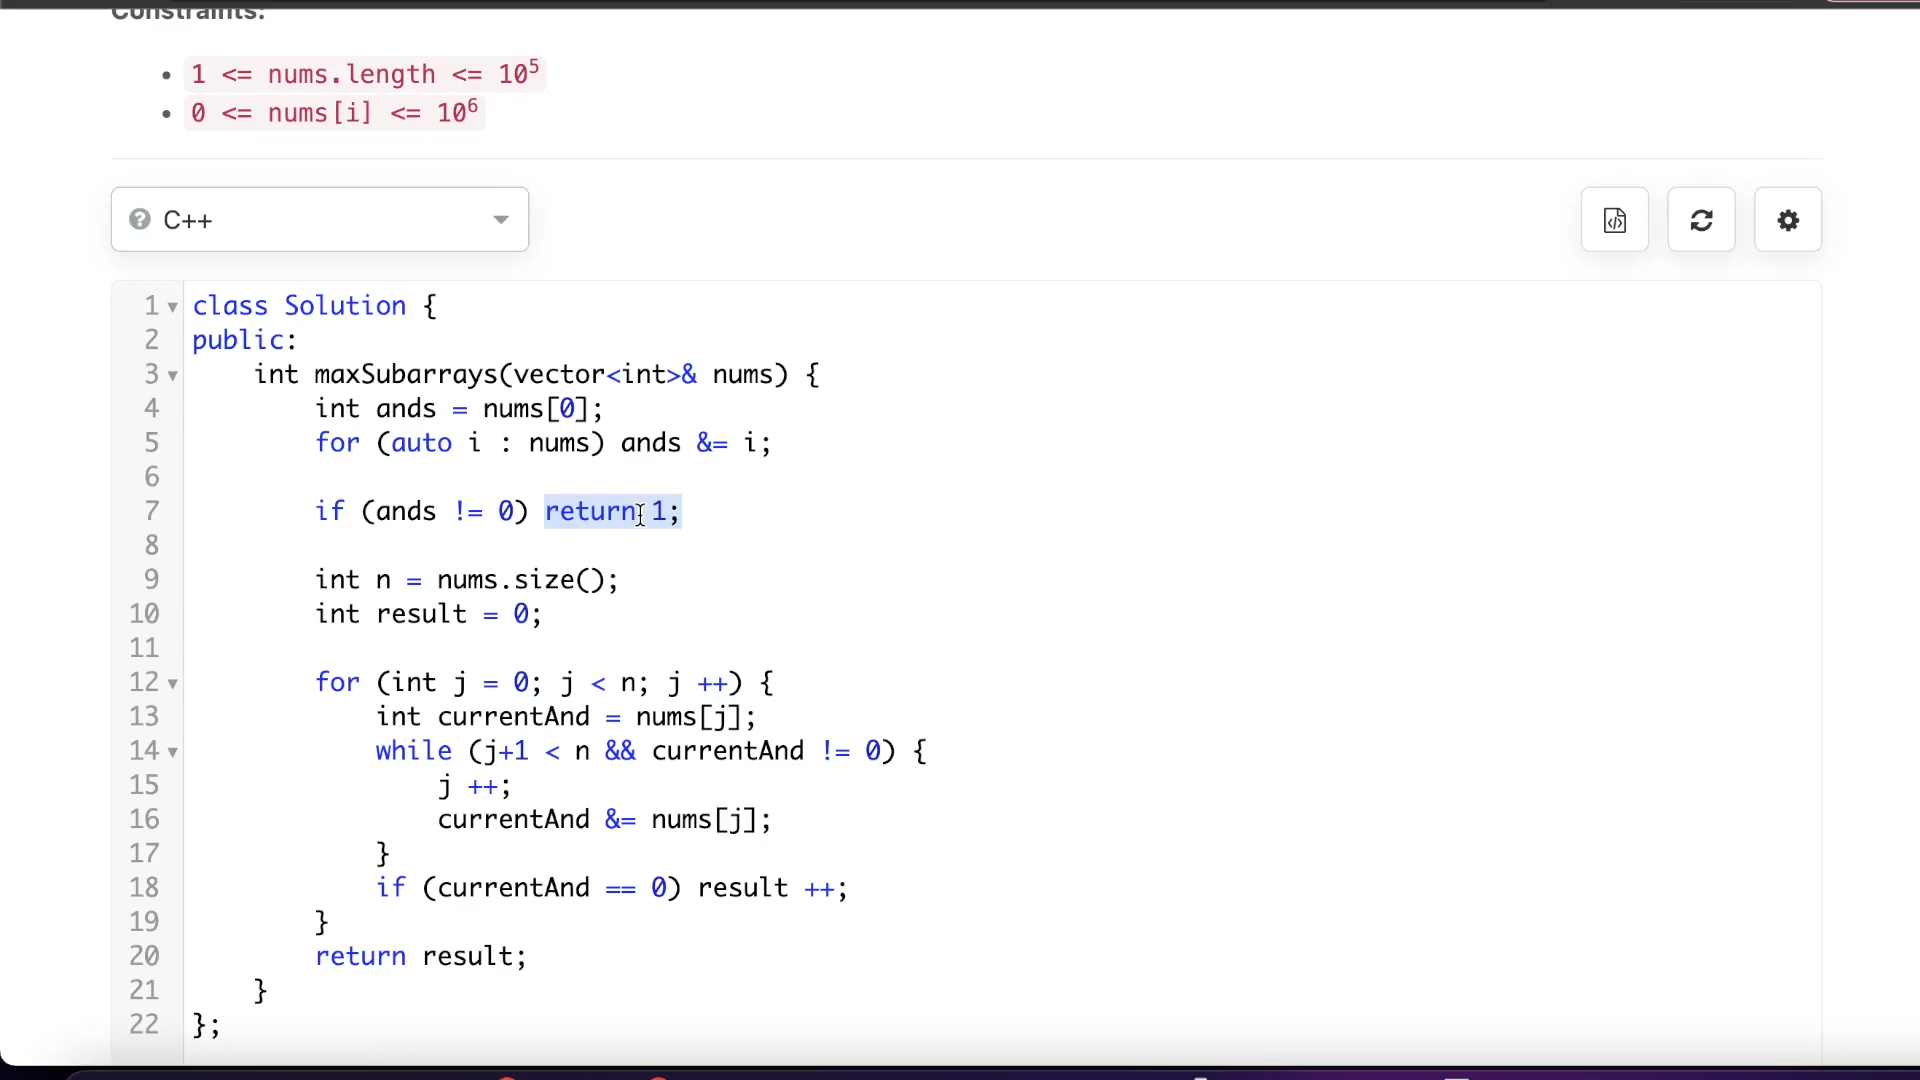 Constraints:
1 <= nums.length <= 10^5
0 <= nums[i] <= 10^6
C++
1 class Solution {
2 public:
3     int maxSubarrays(vector<int>& nums) {
4         int ands = nums[0];
5         for (auto i : nums) ands &= i;
6
7         if (ands != 0) return 1;
8
9         int n = nums.size();
10         int result = 0;
11
12         for (int j = 0; j < n; j ++) {
13             int currentAnd = nums[j];
14             while (j+1 < n && currentAnd != 0) {
15                 j ++;
16                 currentAnd &= nums[j];
17             }
18             if (currentAnd == 0) result ++;
19         }
20         return result;
21     }
22 };